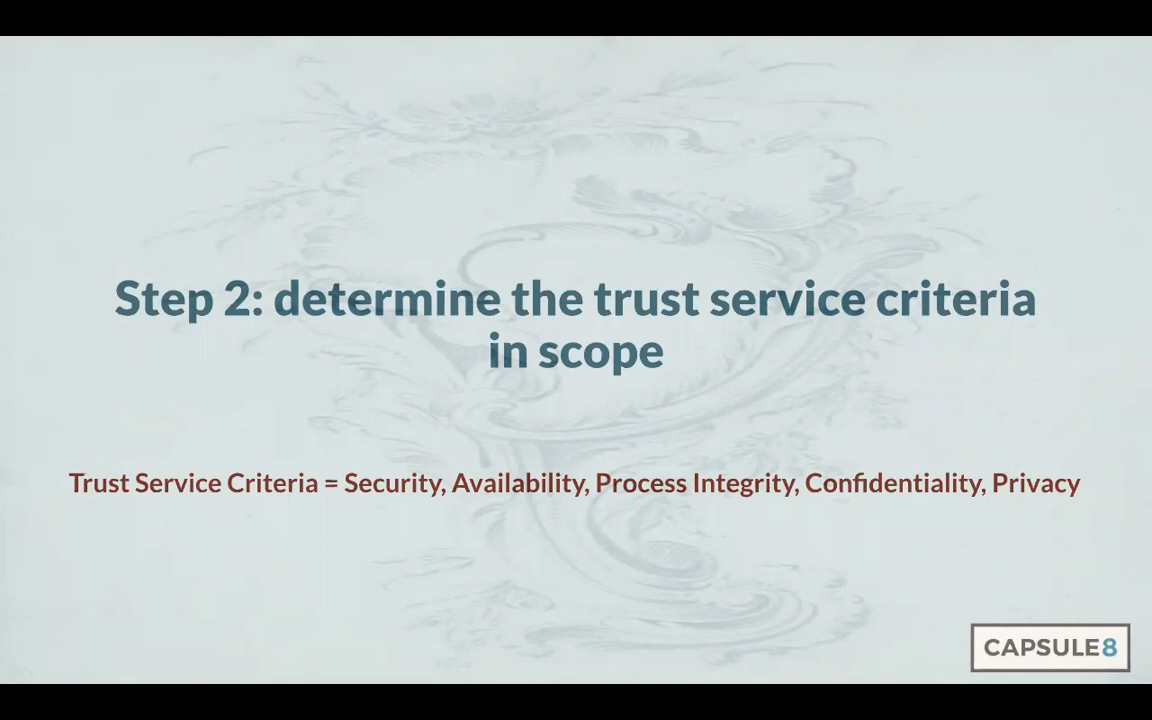 Step 2: determine the trust service criteria
in scope
Trust Service Criteria = Security, Availability, Process Integrity, Confidentiality, Privacy
CAPSULE8